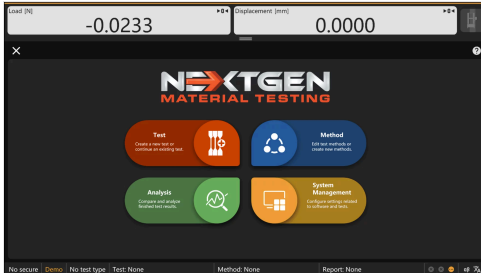 Load [N]
-0.0233
Displacement [mm]
0.0000
NEXTGEN
MATERIAL TESTING
Test
Create a new test or
continue an existing test.
Method
Edit test methods or
create new methods.
Analysis
Compare and analyse
finished test results.
System
Management
Configure settings related
to software and tests.
No secure Demo No test type Test: None Method: None Report: None